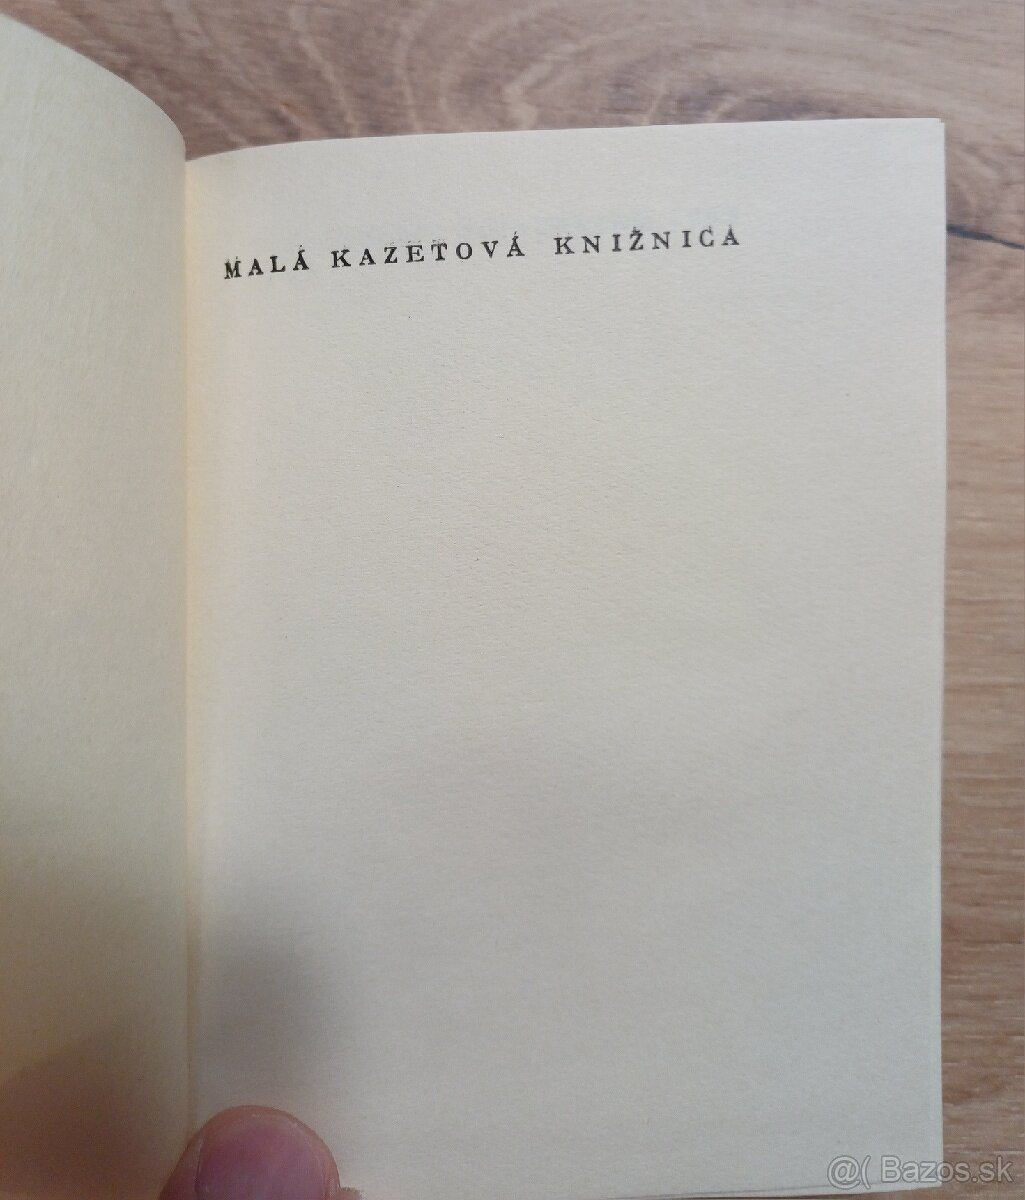 MALÁ KAZETOVÁ KNIŽNICA
@( Bazos.sk